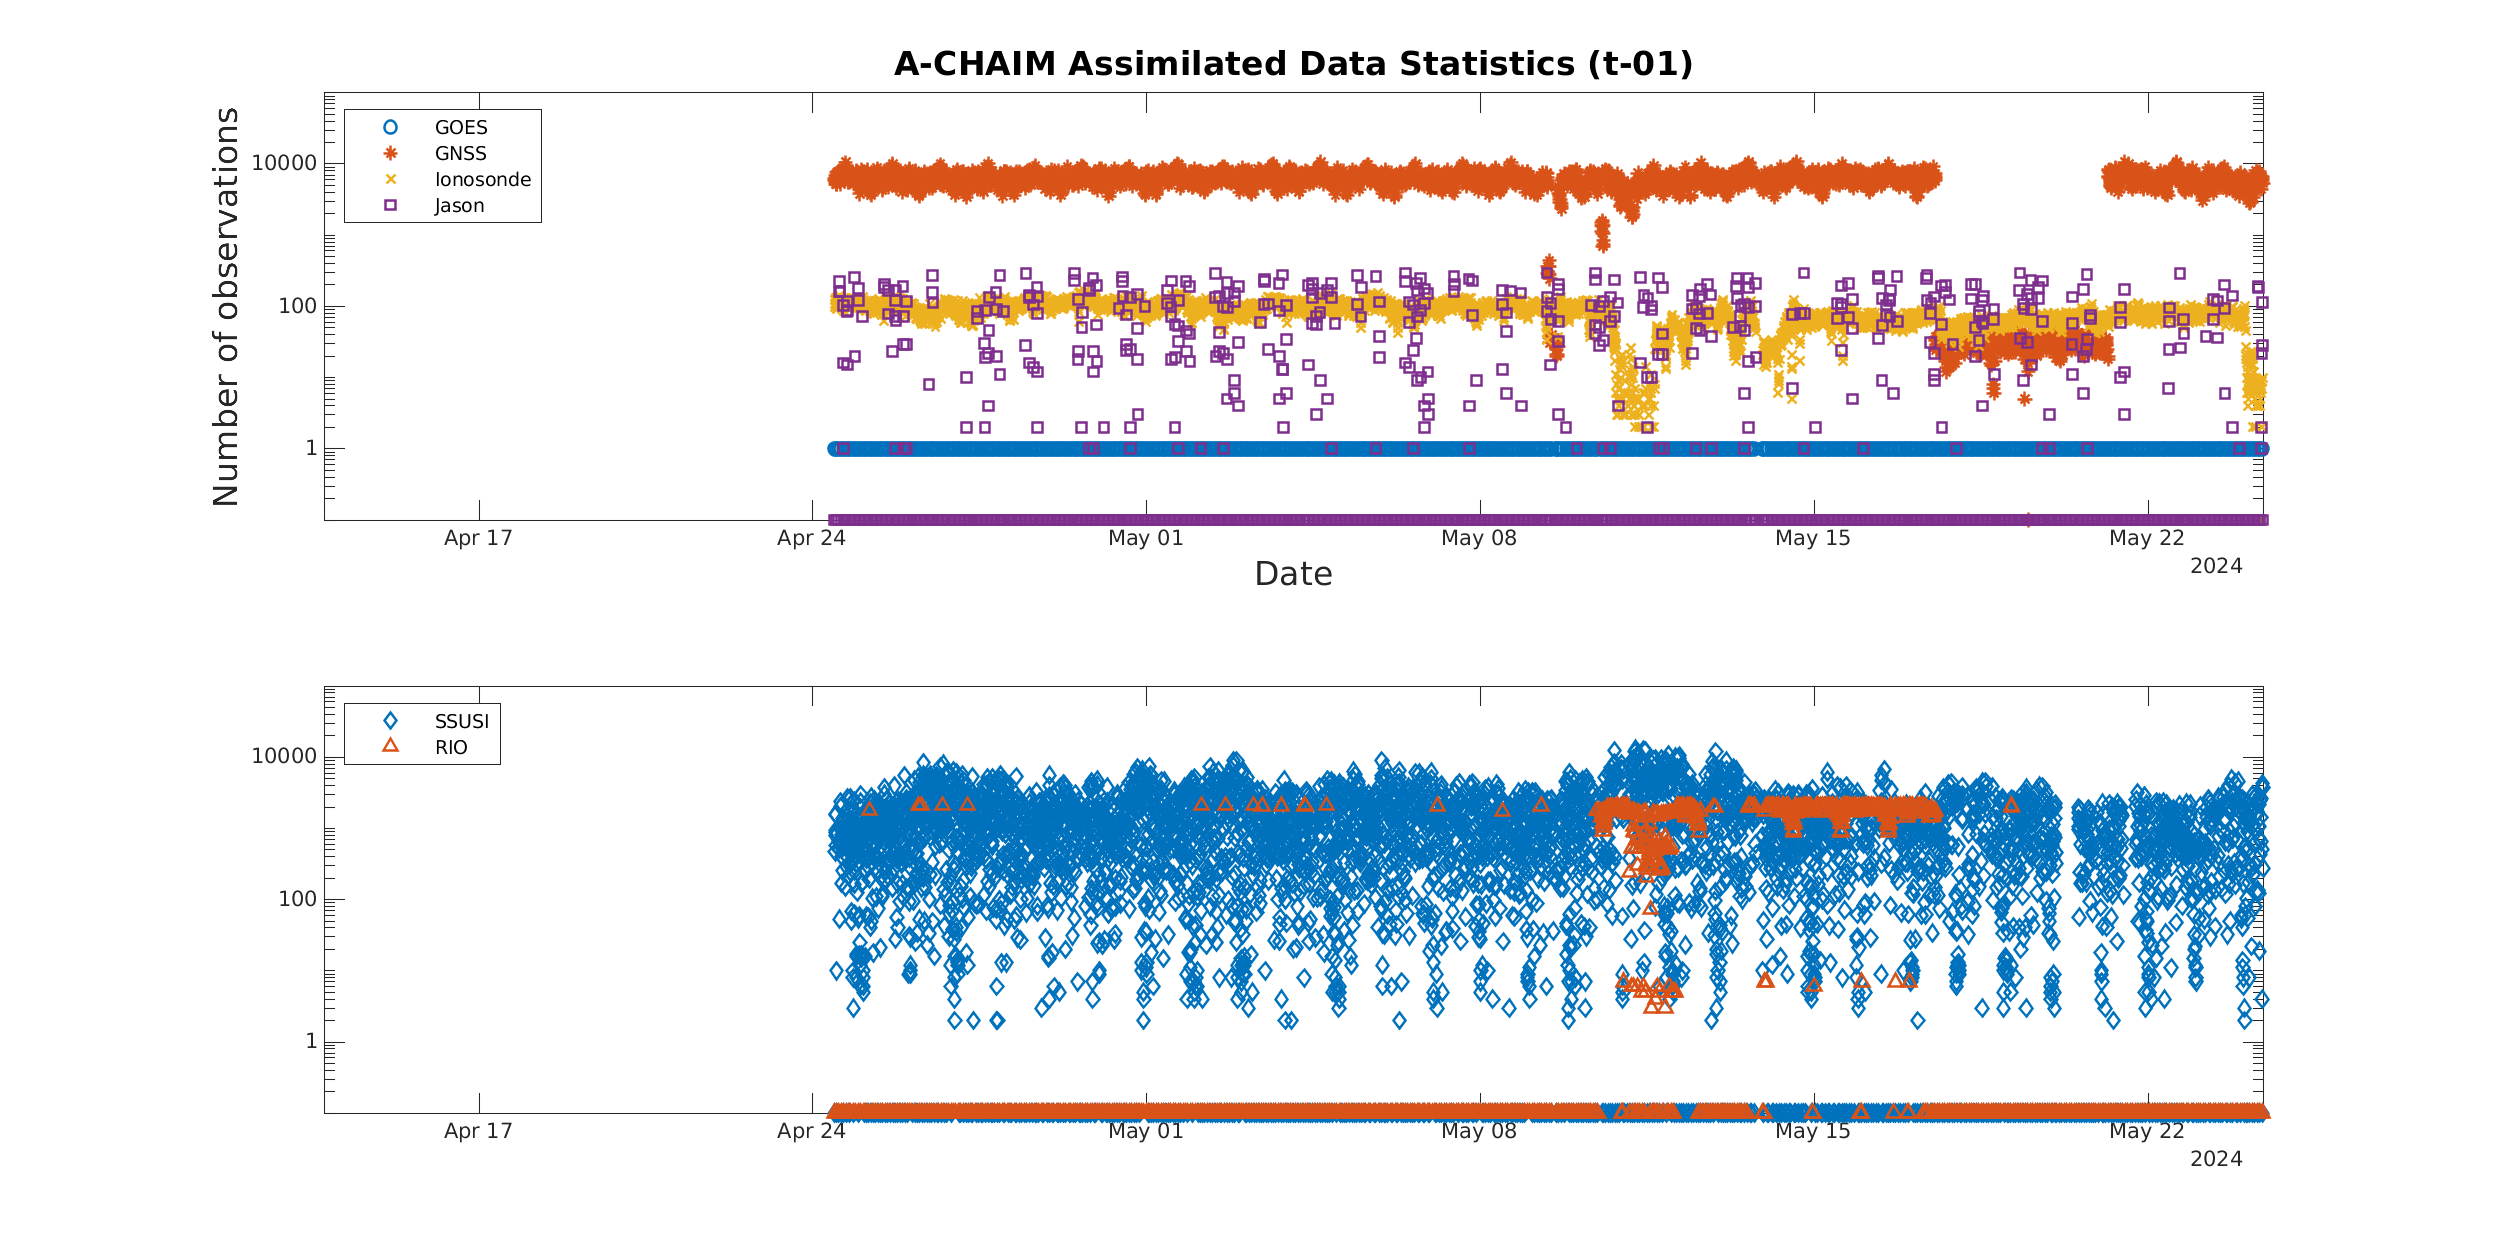 A-CHAIM Assimilated Data Statistics (t-01)
Number of observations
10000
100
1
GOES
GNSS
Ionosonde
Jason
Apr 17
Apr 24
May 01
May 08
May 15
May 22
2024
Date
10000
100
1
SSUSI
RIO
Apr 17
Apr 24
May 01
May 08
May 15
May 22
2024